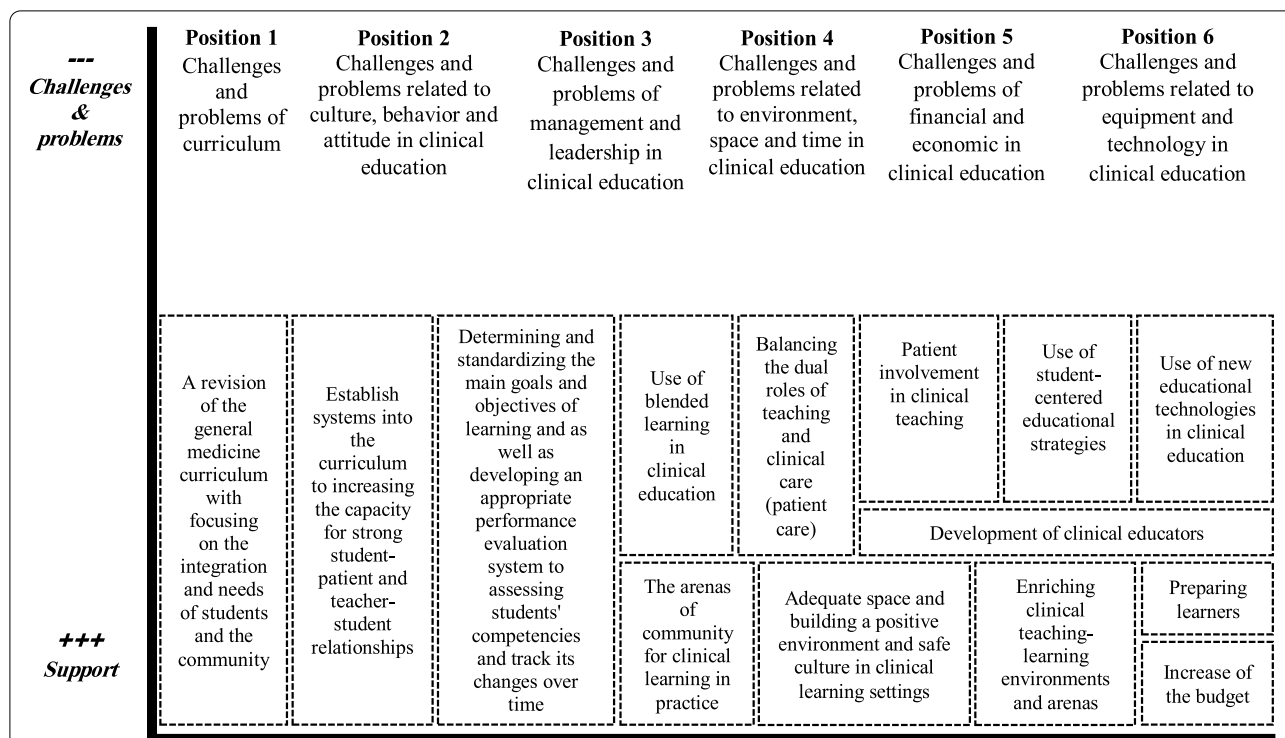 ---
Challenges
&
problems
Position 1
Challenges
and
problems of
curriculum
Position 2
Challenges and
problems related to
culture, behavior and
attitude in clinical
education
Position 3
Challenges and
problems of
management and
leadership in
clinical education
Position 4
Challenges and
problems related
to environment,
space and time in
clinical education
Position 5
Challenges and
problems of
financial and
economic in
clinical education
Position 6
Challenges and
problems related to
equipment and
technology in
clinical education
+++
Support
A revision
of the
general
medicine
curriculum
with
focusing
on the
integration
and needs
of students
and the
community
Establish
systems into
the
curriculum
to increasing
the capacity
for strong
student-
patient and
teacher-
student
relationships
Determining and
standardizing the
main goals and
objectives of
learning and as
well as
developing an
appropriate
performance
evaluation
system to
assessing
students'
competencies
and track its
changes over
time
Use of
blended
learning
in
clinical
education
Balancing
the dual
roles of
teaching
and
clinical
care
(patient
care)
Patient
involvement
in clinical
teaching
Use of
student-
centered
educational
strategies
Use of new
educational
technologies
in clinical
education
Development of clinical educators
The arenas
of
community
for clinical
learning in
practice
Adequate space and
building a positive
environment and safe
culture in clinical
learning settings
Enriching
clinical
teaching-
learning
environments
and arenas
Preparing
learners
Increase of
the budget